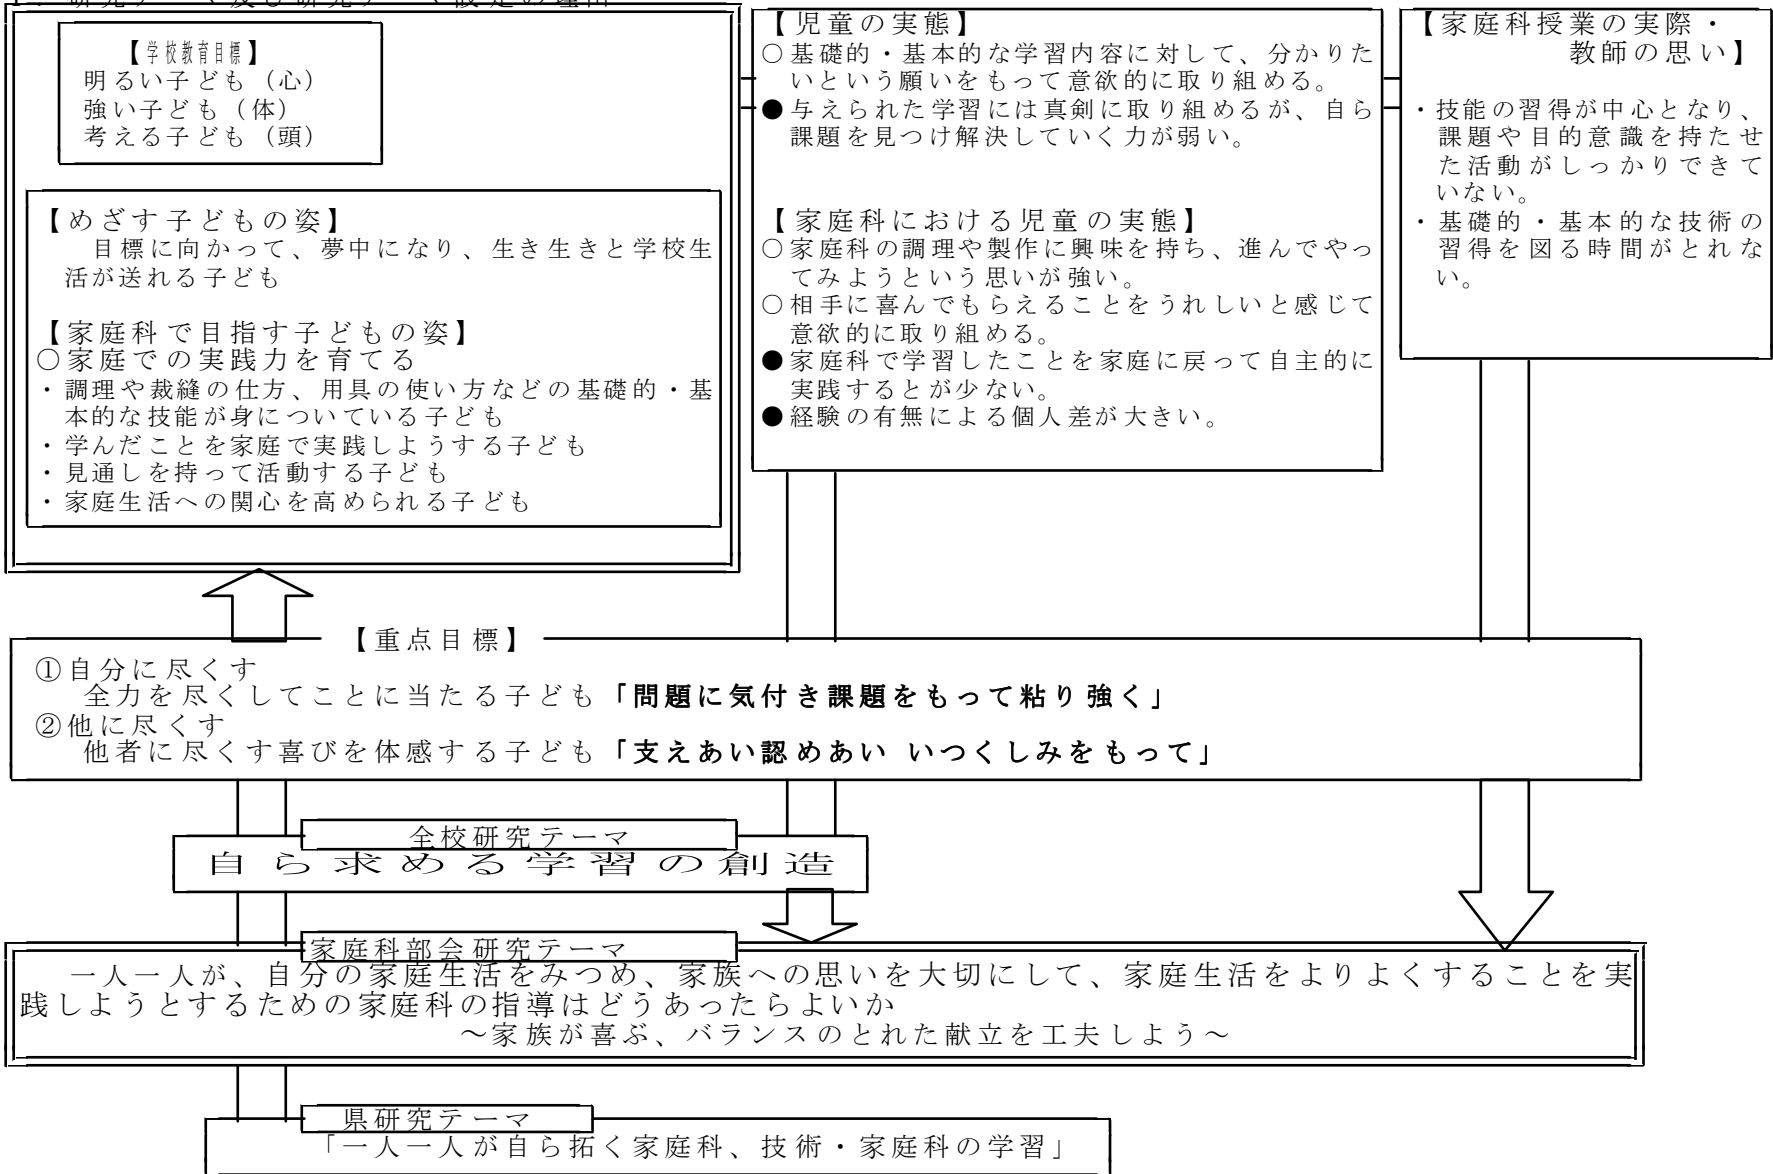 【学校教育目標】
明るい子ども（心）
強い子ども（体）
考える子ども（頭）
【めざす子どもの姿】
目標に向かって、夢中になり、生き生きと学校生
活が送れる子ども
【家庭科で目指す子どもの姿】
○家庭での実践力を育てる
・調理や裁縫の仕方、用具の使い方などの基礎的・基
本的な技能が身についている子ども
・学んだことを家庭で実践しようする子ども
・見通しを持って活動する子ども
・家庭生活への関心を高められる子ども
【児童の実態】
○基礎的・基本的な学習内容に対して、分かりた
いという願いをもって意欲的に取り組める。
●与えられた学習には真剣に取り組めるが、自ら
課題を見つけ解決していく力が弱い。
【家庭科における児童の実態】
○家庭科の調理や製作に興味を持ち、進んでやっ
てみようという思いが強い。
○相手に喜んでもらえることをうれしいと感じて
意欲的に取り組める。
●家庭科で学習したことを家庭に戻って自主的に
実践するとが少ない。
●経験の有無による個人差が大きい。
【家庭科授業の実際・
教師の思い】
・技能の習得が中心となり、
課題や目的意識を持たせ
た活動がしっかりできて
いない。
・基礎的・基本的な技術の
習得を図る時間がとれな
い。
【重点目標】
①自分に尽くす
全力を尽くしてことに当たる子ども「問題に気付き課題をもって粘り強く」
②他に尽くす
他者に尽くす喜びを体感する子ども「支えあい認めあい いつくしみをもって」
全校研究テーマ
自ら求める学習の創造
家庭科部会研究テーマ
一人一人が、自分の家庭生活をみつめ、家族への思いを大切にして、家庭生活をよりよくすることを実
践しようとするための家庭科の指導はどうあったらよいか
～家族が喜ぶ、バランスのとれた献立を工夫しよう～
県研究テーマ
「一人一人が自ら拓く家庭科、技術・家庭科の学習」